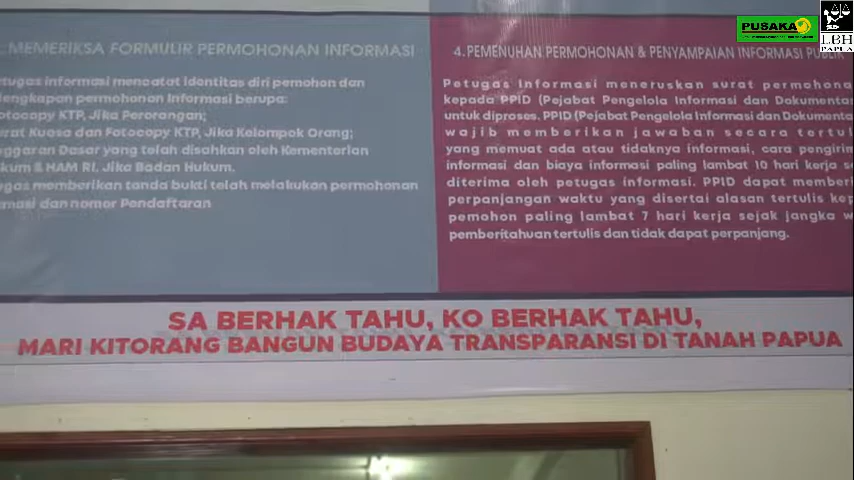 PUSAKA
LBH
PAPUA
MEMERIKSA FORMULIR PERMOHONAN INFORMASI
tugas informasi mencatat identitas diri pemohon dan
lengkapan permohonan informasi berupa:
otocopy KTP, Jika Perorangan;
rat Kuasa dan Fotocopy KTP, Jika Kelompok Orang;
ggaran Dasar yang telah disahkan oleh Kementerian
kum & HAM RI, Jika Badan Hukum.
gas memberikan tanda bukti telah melakukan permohonan
masi dan nomor Pendaftaran
4. PEMENUHAN PERMOHONAN & PENYAMPAIAN INFORMASI PUBLIK
Petugas Informasi meneruskan surat permohona
kepada PPID (Pejabat Pengelola Informasi dan Dokumentas
untuk diproses. PPID (Pejabat Pengelola Informasi dan Dokumenta
wajib memberikan jawaban secara tertul
yang memuat ada atau tidaknya informasi, cara pengirim
informasi dan biaya informasi paling lambat 10 hari kerja s
diterima oleh petugas informasi. PPID dapat memberi
perpanjangan waktu yang disertai alasan tertulis kep
pemohon paling lambat 7 hari kerja sejak jangka w
pemberitahuan tertulis dan tidak dapat perpanjang.
SA BERHAK TAHU, KO BERHAK TAHU,
MARI KITORANG BANGUN BUDAYA TRANSPARANSI DI TANAH PAPUA